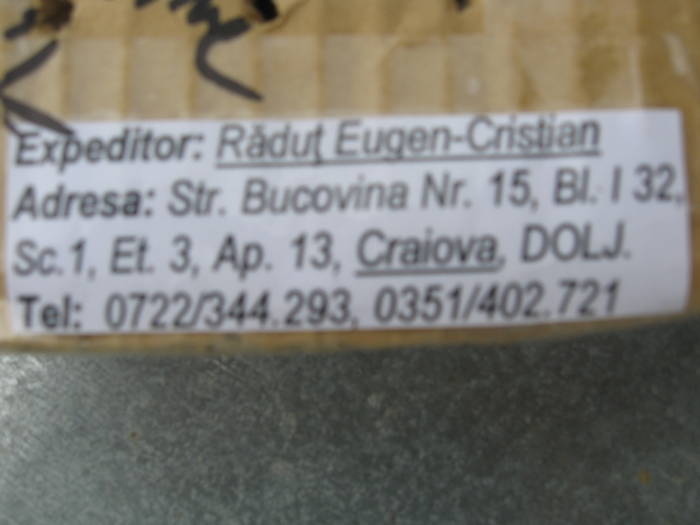 Expeditor: Răduț Eugen-Cristian
Adresa: Str. Bucovina Nr. 15, Bl. I 32,
Sc.1, Et. 3, Ap. 13, Craiova, DOLJ.
Tel: 0722/344.293, 0351/402.721